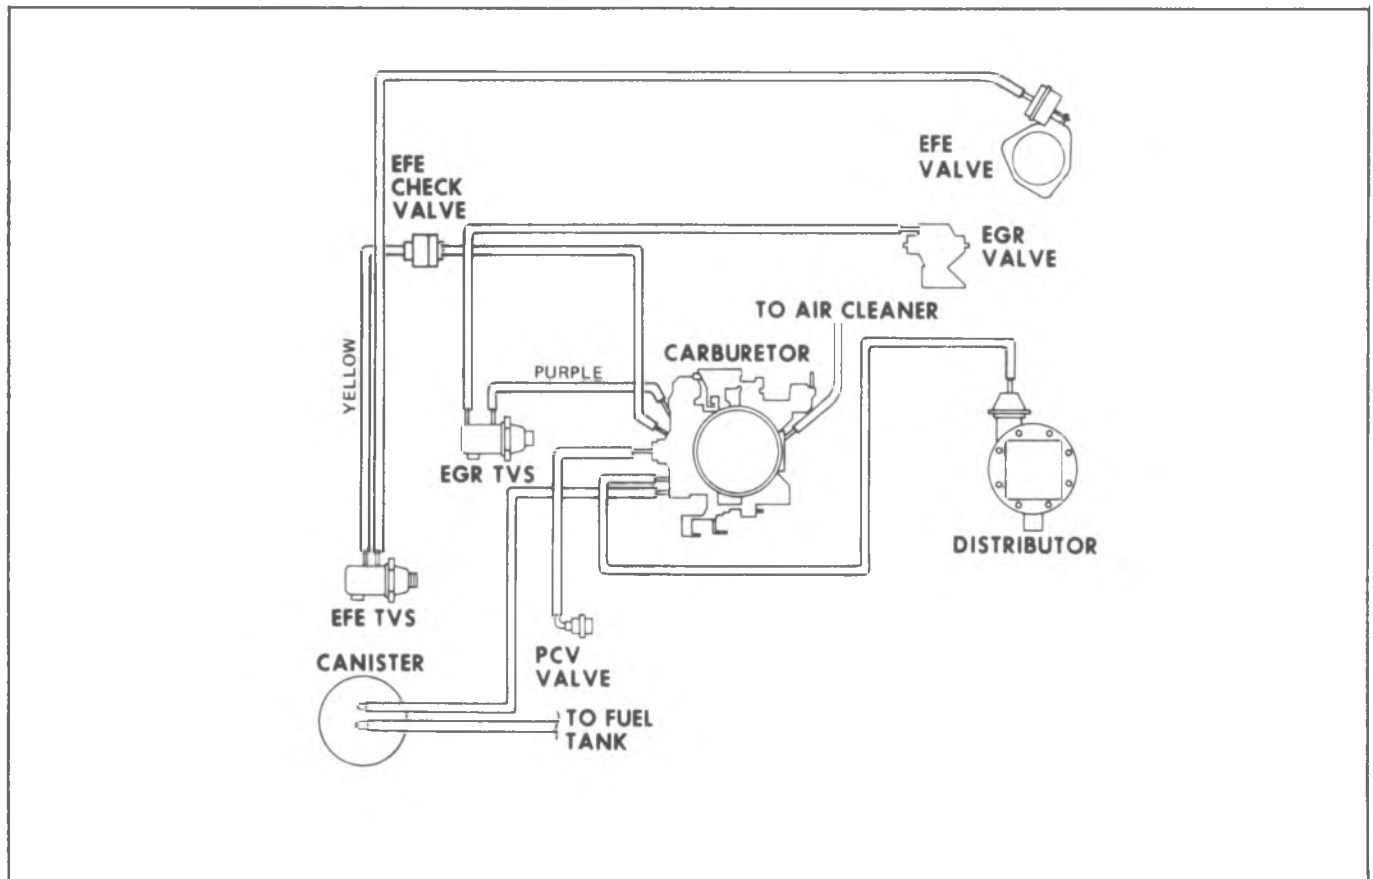 EFE
VALVE
EFE
CHECK
VALVE
EGR
VALVE
TO AIR CLEANER
CARBURETOR
YELLOW
PURPLE
EGR TVS
DISTRIBUTOR
EFE TVS
PCV
VALVE
CANISTER
TO FUEL
TANK